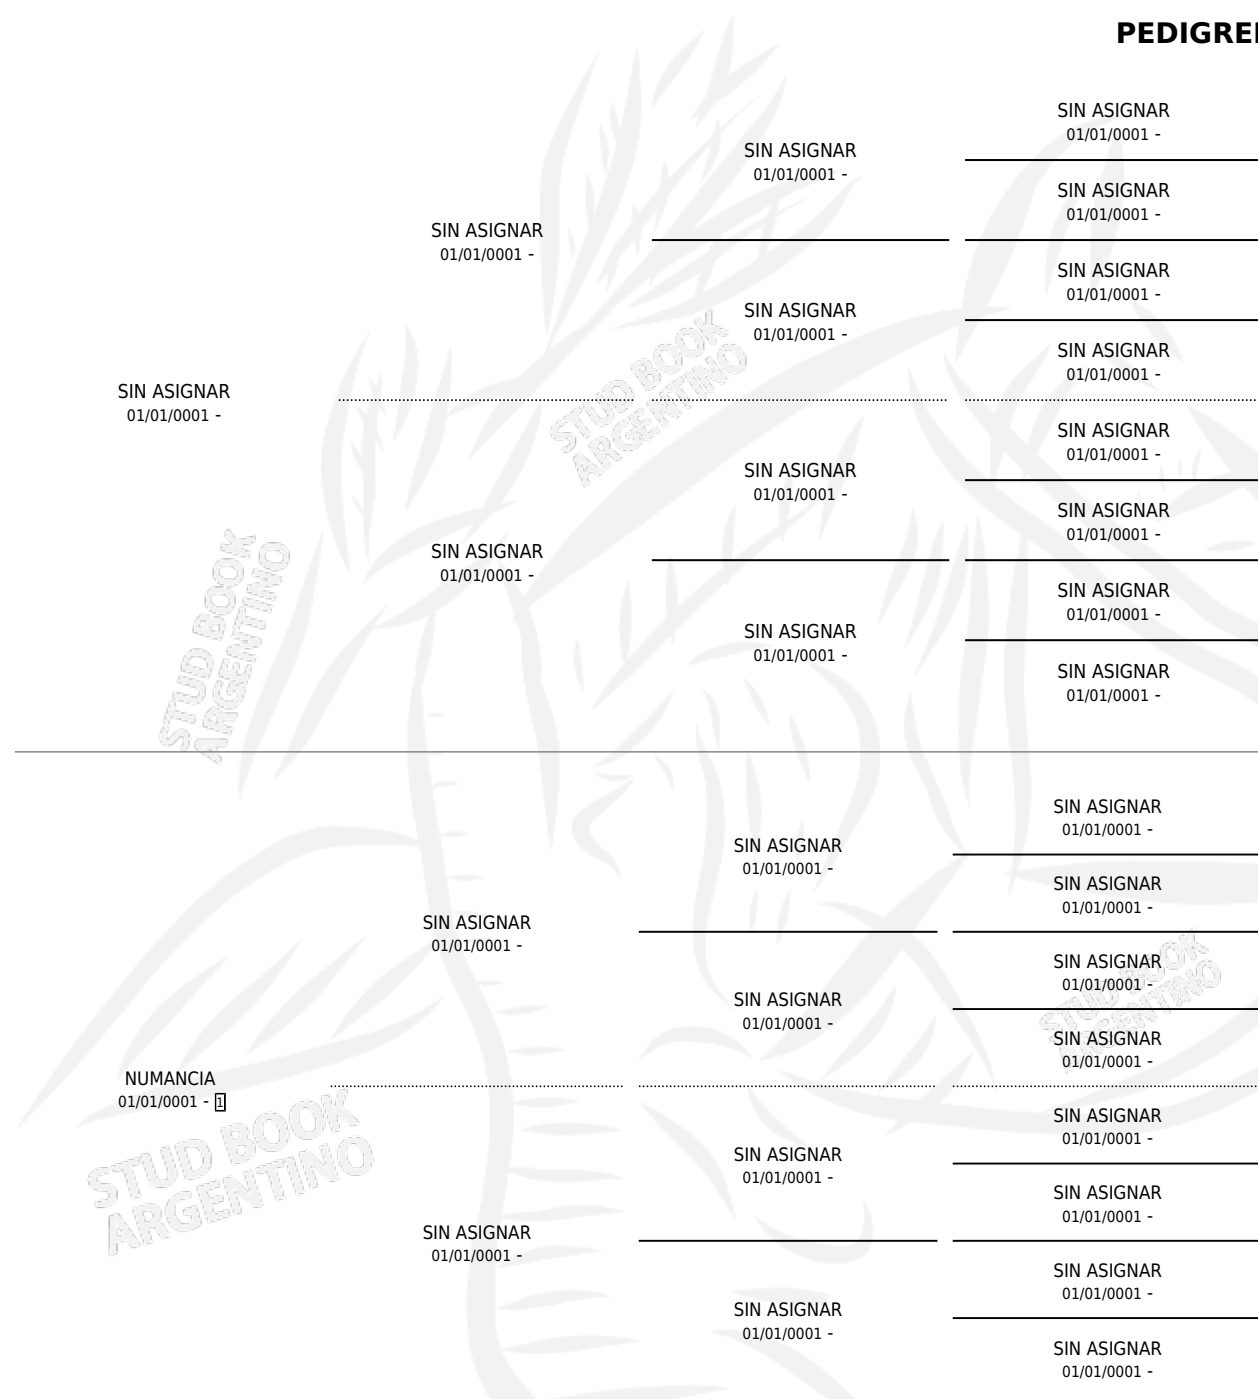 PEDIGREE
SIN ASIGNAR
01/01/0001 -
SIN ASIGNAR
01/01/0001 -
SIN ASIGNAR
01/01/0001 -
SIN ASIGNAR
01/01/0001 -
SIN ASIGNAR
01/01/0001 -
SIN ASIGNAR
01/01/0001 -
SIN ASIGNAR
01/01/0001 -
SIN ASIGNAR
01/01/0001 -
SIN ASIGNAR
01/01/0001 -
SIN ASIGNAR
01/01/0001 -
SIN ASIGNAR
01/01/0001 -
SIN ASIGNAR
01/01/0001 -
SIN ASIGNAR
01/01/0001 -
SIN ASIGNAR
01/01/0001 -
SIN ASIGNAR
01/01/0001 -
STUD BOOK
ARGENTINO
STUD BOOK
ARGENTINO
SIN ASIGNAR
01/01/0001 -
SIN ASIGNAR
01/01/0001 -
SIN ASIGNAR
01/01/0001 -
SIN ASIGNAR
01/01/0001 -
SIN ASIGNAR
01/01/0001 -
SIN ASIGNAR
01/01/0001 -
SIN ASIGNAR
01/01/0001 -
NUMANCIA
01/01/0001 - 1
SIN ASIGNAR
01/01/0001 -
SIN ASIGNAR
01/01/0001 -
SIN ASIGNAR
01/01/0001 -
SIN ASIGNAR
01/01/0001 -
SIN ASIGNAR
01/01/0001 -
SIN ASIGNAR
01/01/0001 -
SIN ASIGNAR
01/01/0001 -
STUD BOOK
ARGENTINO
STUD BOOK
ARGENTINO